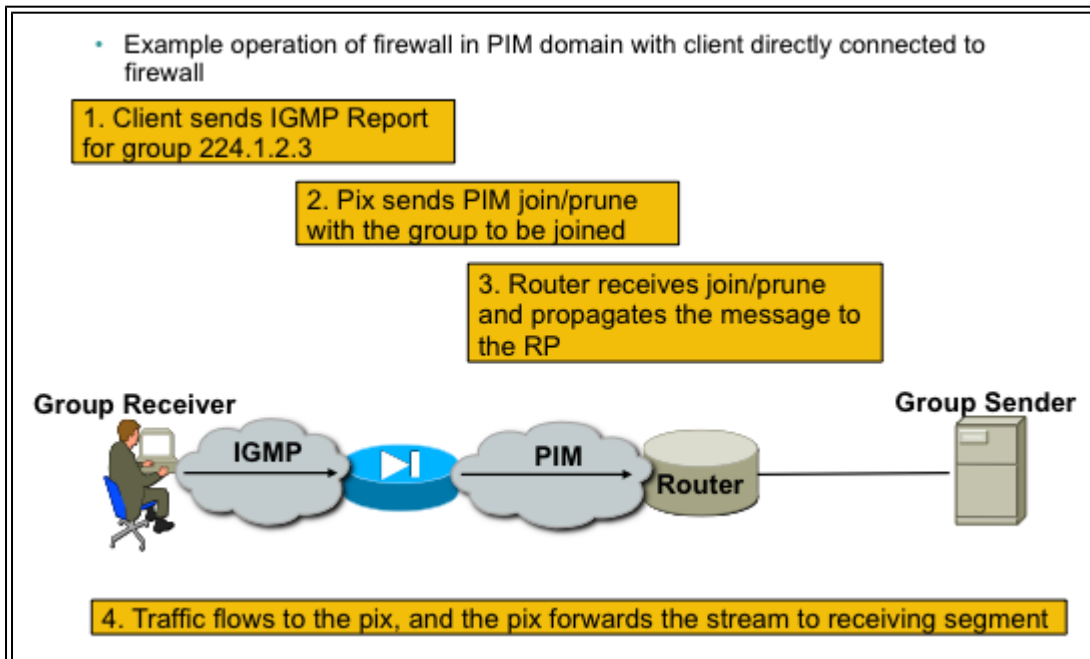 • Example operation of firewall in PIM domain with client directly connected to
firewall
1. Client sends IGMP Report
for group 224.1.2.3
2. Pix sends PIM join/prune
with the group to be joined
3. Router receives join/prune
and propagates the message to
the RP
Group Receiver
Group Sender
IGMP
PIM
Router
4. Traffic flows to the pix, and the pix forwards the stream to receiving segment